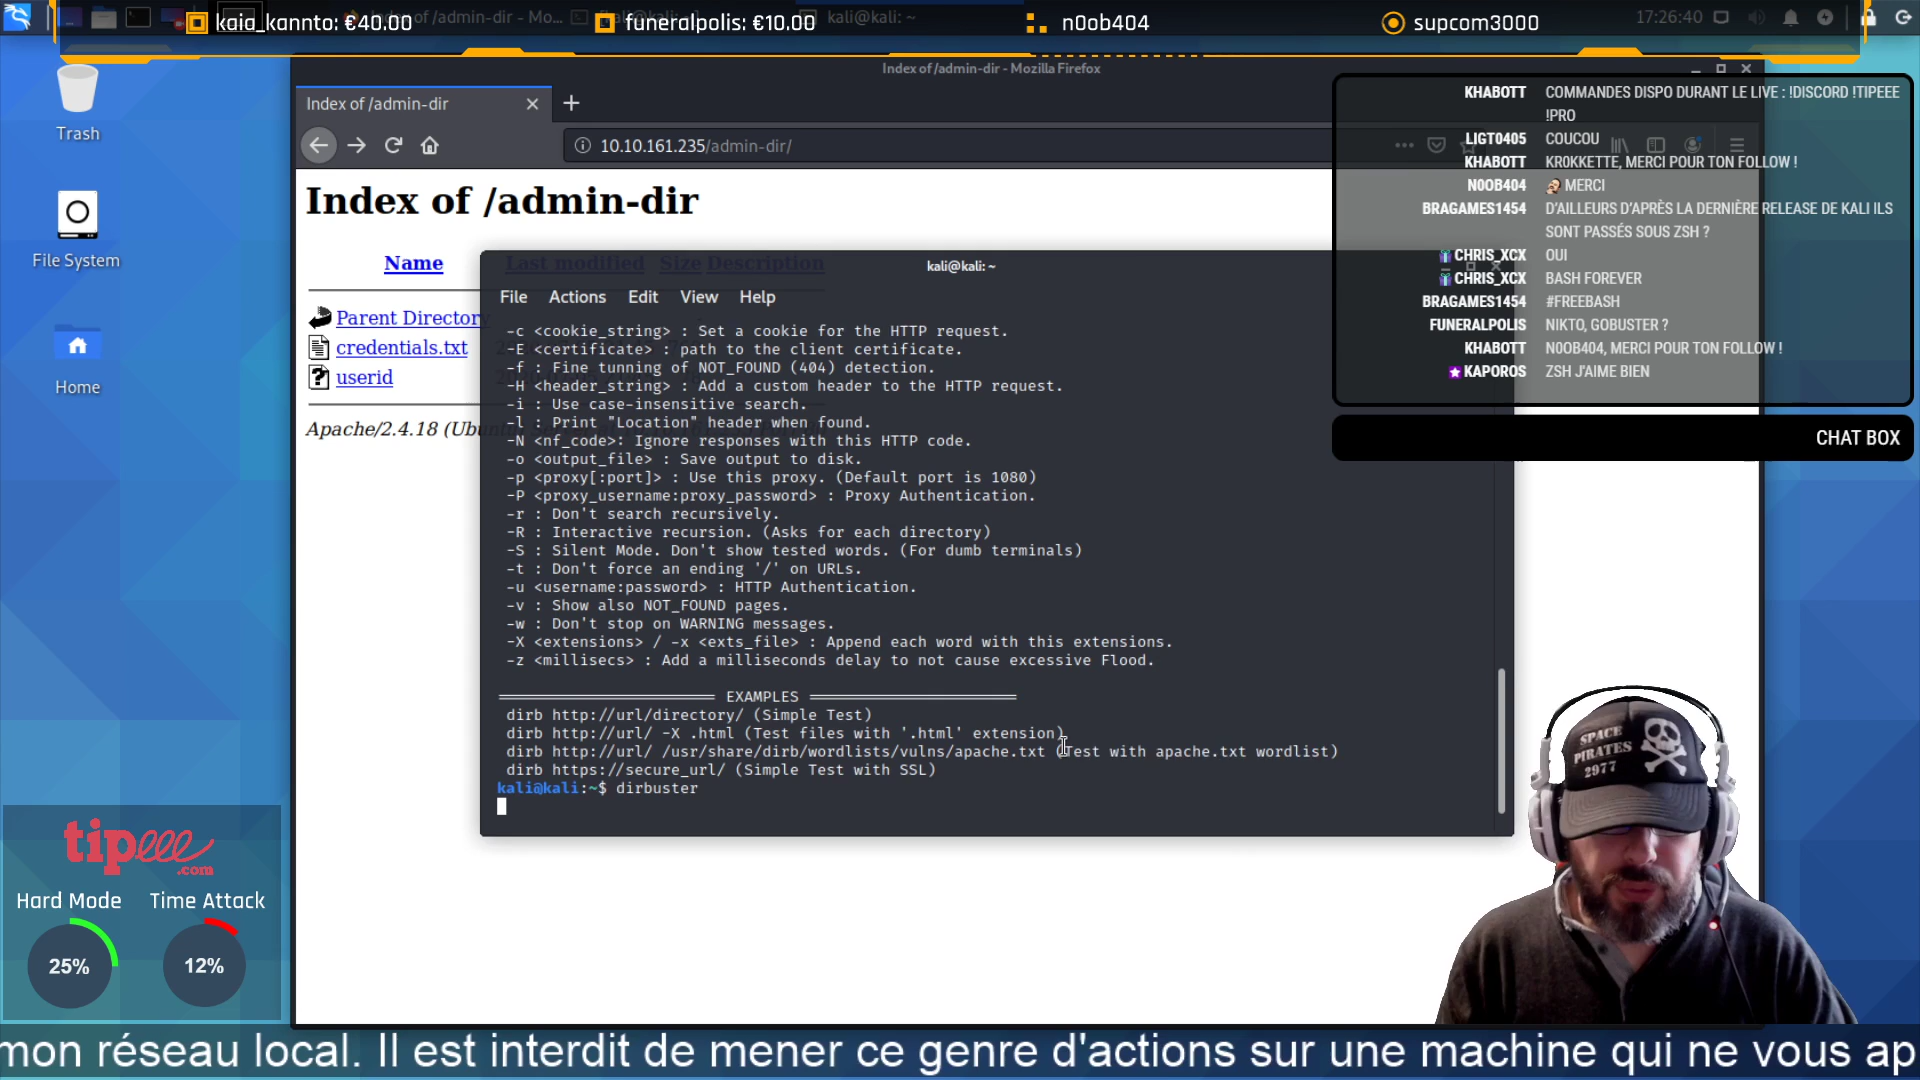 kaia_kannto: €40.00
funeralpolis: €10.00
n0ob404
supcom3000
Index of /admin-dir - Mo...
kali@kali: ~
17:26:40
Trash
File System
Home
Index of /admin-dir - Mozilla Firefox
Index of /admin-dir
10.10.161.235/admin-dir/
Index of /admin-dir
Name Last modified Size Description
Parent Directory
credentials.txt
userid
Apache/2.4.18 (Ubuntu
kali@kali: ~
File Actions Edit View Help
-c <cookie_string> : Set a cookie for the HTTP request.
-E <certificate> : path to the client certificate.
-f : Fine tunning of NOT_FOUND (404) detection.
-H <header_string> : Add a custom header to the HTTP request.
-i : Use case-insensitive search.
-l : Print "Location" header when found.
-N <nf_code>: Ignore responses with this HTTP code.
-o <output_file> : Save output to disk.
-p <proxy[:port]> : Use this proxy. (Default port is 1080)
-P <proxy_username:proxy_password> : Proxy Authentication.
-r : Don't search recursively.
-R : Interactive recursion. (Asks for each directory)
-S : Silent Mode. Don't show tested words. (For dumb terminals)
-t : Don't force an ending '/' on URLs.
-u <username:password> : HTTP Authentication.
-v : Show also NOT_FOUND pages.
-w : Don't stop on WARNING messages.
-X <extensions> / -x <exts_file> : Append each word with this extensions.
-z <millisecs> : Add a milliseconds delay to not cause excessive Flood.
EXAMPLES
dirb http://url/directory/ (Simple Test)
dirb http://url/ -X .html (Test files with '.html' extension)
dirb http://url/ /usr/share/dirb/wordlists/vulns/apache.txt (Test with apache.txt wordlist)
dirb https://secure_url/ (Simple Test with SSL)
kali@kali:~$ dirbuster
KHABOTT COMMANDES DISPO DURANT LE LIVE : !DISCORD !TIPEEE
!PRO
LIGT0405 COUCOU
KHABOTT KR0KKETTE, MERCI POUR TON FOLLOW !
N0OB404 MERCI
BRAGAMES1454 D'AILLEURS D'APRÈS LA DERNIÈRE RELEASE DE KALI ILS
SONT PASSÉS SOUS ZSH ?
CHRIS_XCX OUI
CHRIS_XCX BASH FOREVER
BRAGAMES1454 #FREEBASH
FUNERALPOLIS NIKTO, GOBUSTER ?
KHABOTT N0OB404, MERCI POUR TON FOLLOW !
KAPOROS ZSH J'AIME BIEN
CHAT BOX
SPACE
PIRATES
2977
tipeee
.com
Hard Mode Time Attack
25% 12%
mon réseau local. Il est interdit de mener ce genre d'actions sur une machine qui ne vous ap